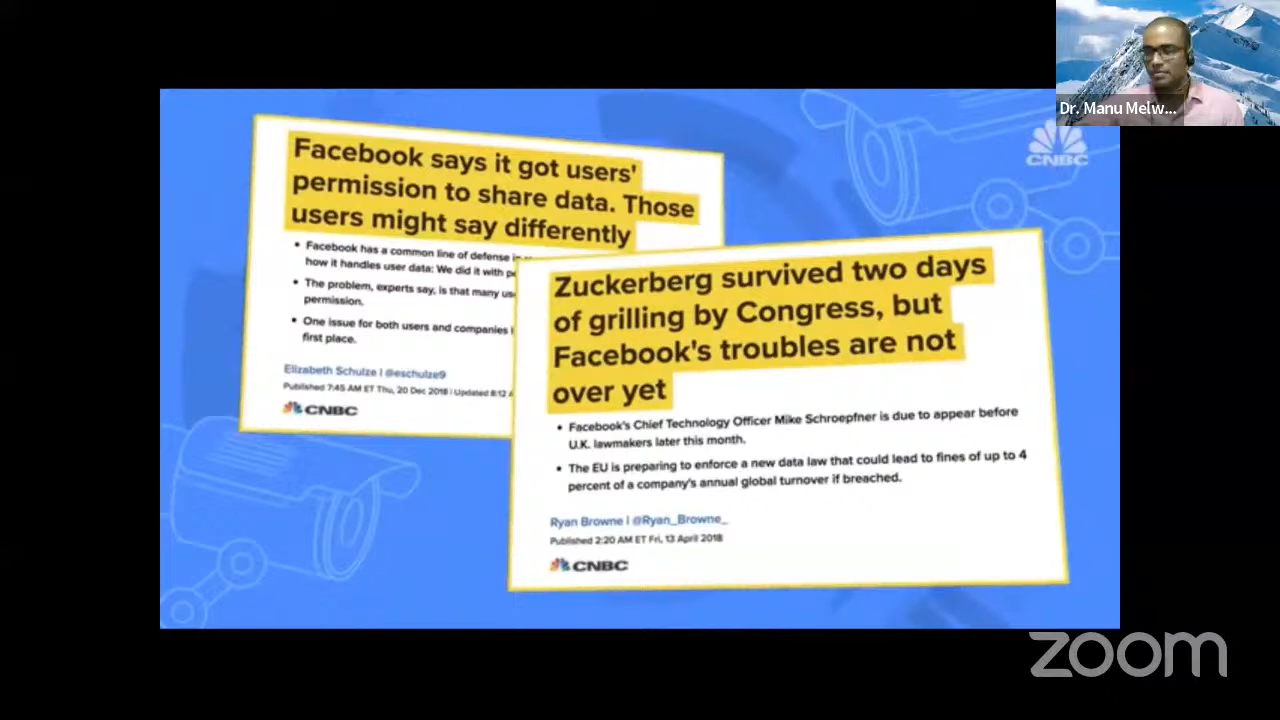 Dr. Manu Melw...
CNBC
Facebook says it got users'
permission to share data. Those
users might say differently
• Facebook has a common line of defense
how it handles user data: We did it with
• The problem, experts say, is that many
permission.
• One issue for both users and companies
first place.
Elizabeth Schulze | @eschulze9
Published 7:45 AM ET Thu, 20 Dec 2018 | Updated 8:12
CNBC
Zuckerberg survived two days
of grilling by Congress, but
Facebook's troubles are not
over yet
• Facebook's Chief Technology Officer Mike Schroepfner is due to appear before
U.K. lawmakers later this month.
• The EU is preparing to enforce a new data law that could lead to fines of up to 4
percent of a company's annual global turnover if breached.
Ryan Browne | @Ryan_Browne_
Published 2:20 AM ET Fri, 13 April 2018
CNBC
zoom